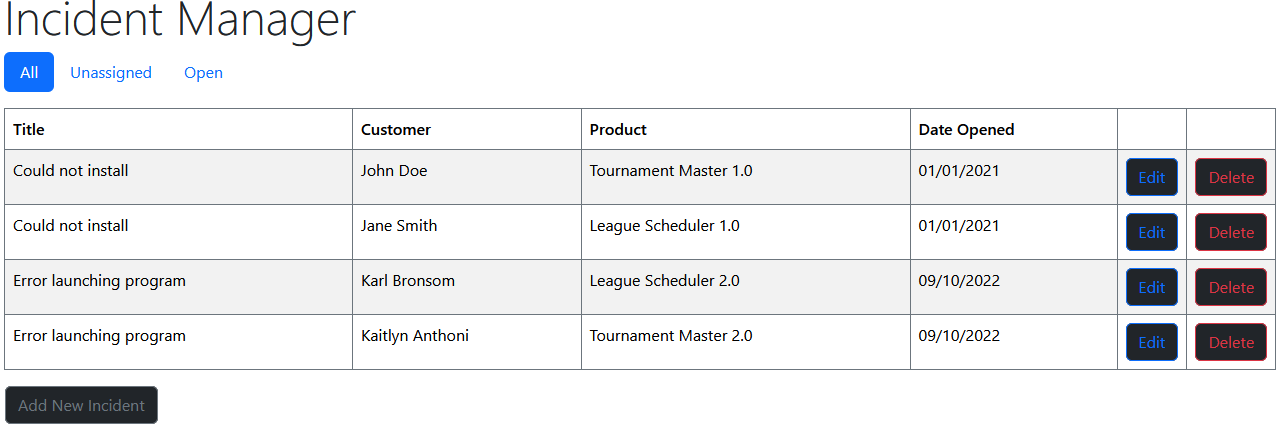 Incident Manager
All Unassigned Open
Title Customer Product Date Opened
Could not install John Doe Tournament Master 1.0 01/01/2021 Edit Delete
Could not install Jane Smith League Scheduler 1.0 01/01/2021 Edit Delete
Error launching program Karl Bronsom League Scheduler 2.0 09/10/2022 Edit Delete
Error launching program Kaitlyn Anthoni Tournament Master 2.0 09/10/2022 Edit Delete
Add New Incident